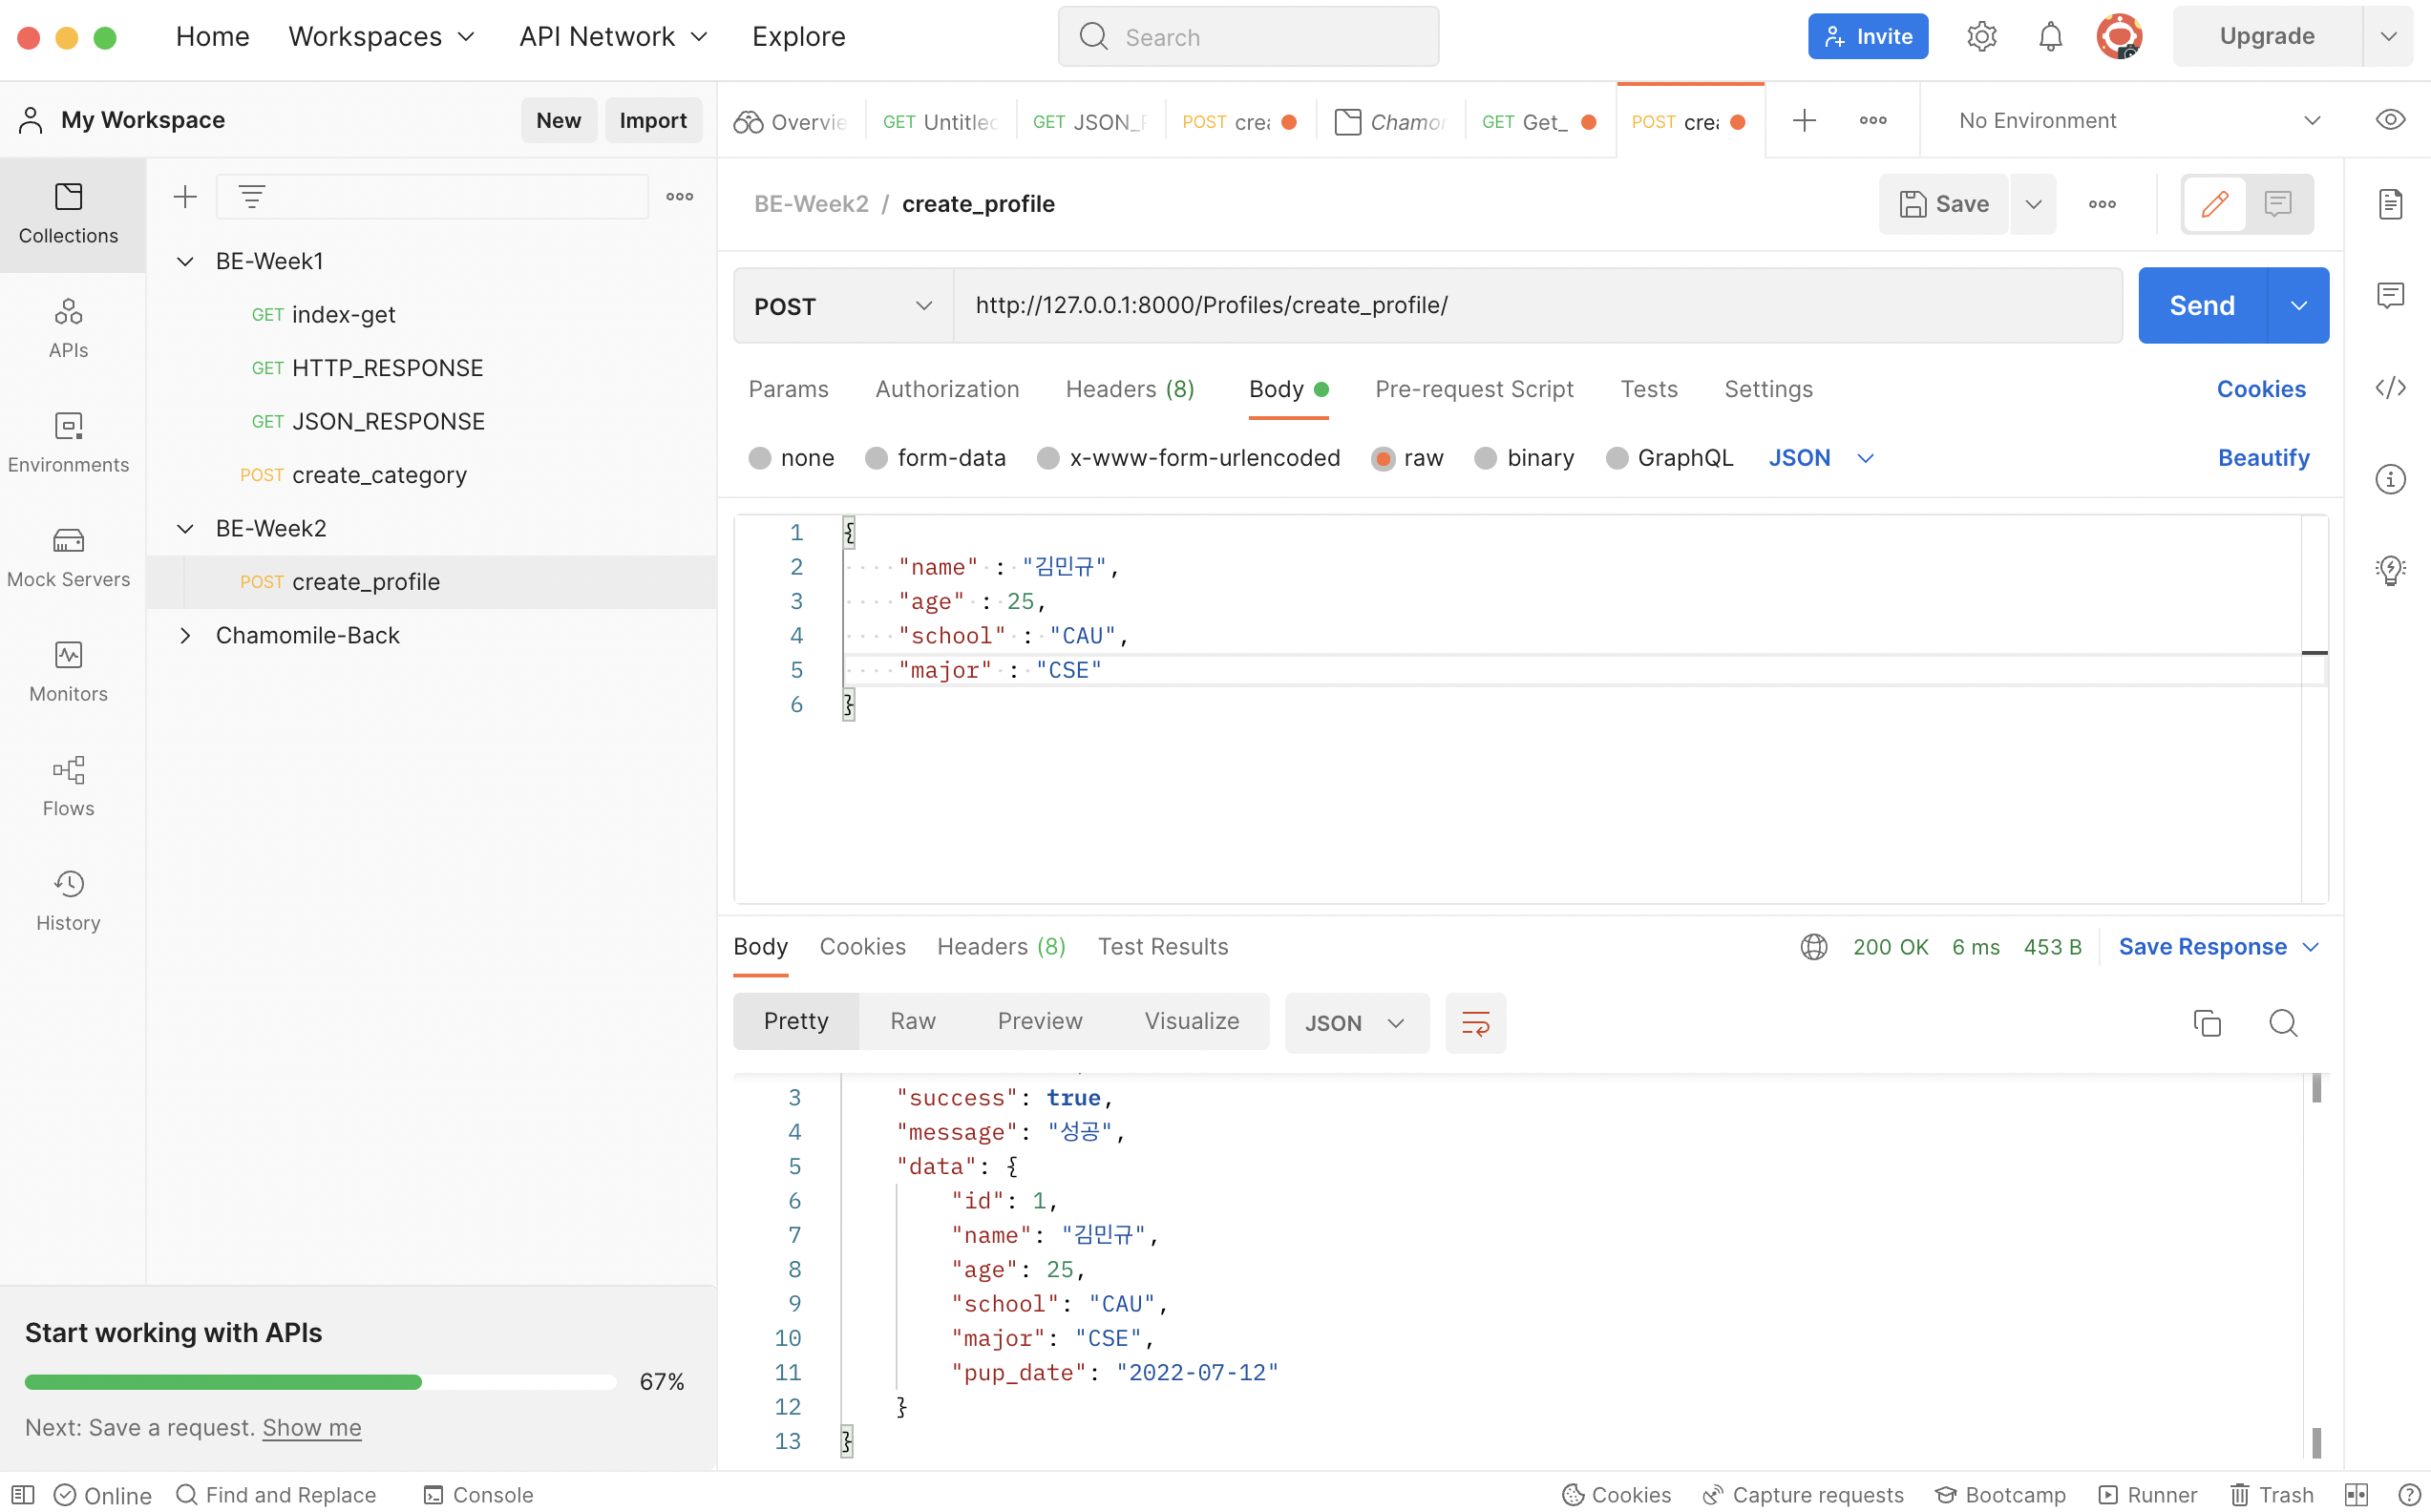 Home Workspaces API Network Explore Search Invite Upgrade
My Workspace New Import
Overvie GET Untitlec GET JSON_F POST crea Chamor GET Get_ POST crea No Environment
Collections
APIs
Environments
Mock Servers
Monitors
Flows
History
BE-Week1
GET index-get
GET HTTP_RESPONSE
GET JSON_RESPONSE
POST create_category
BE-Week2
POST create_profile
Chamomile-Back
Start working with APIs
67%
Next: Save a request. Show me
BE-Week2 / create_profile Save
POST http://127.0.0.1:8000/Profiles/create_profile/ Send
Params Authorization Headers (8) Body Pre-request Script Tests Settings Cookies
none form-data x-www-form-urlencoded raw binary GraphQL JSON Beautify
1 {
2 "name" : "김민규",
3 "age" : 25,
4 "school" : "CAU",
5 "major" : "CSE"
6 }
Body Cookies Headers (8) Test Results 200 OK 6 ms 453 B Save Response
Pretty Raw Preview Visualize JSON
3 "success": true,
4 "message": "성공",
5 "data": {
6 "id": 1,
7 "name": "김민규",
8 "age": 25,
9 "school": "CAU",
10 "major": "CSE",
11 "pup_date": "2022-07-12"
12 }
13 }
Online Find and Replace Console Cookies Capture requests Bootcamp Runner Trash